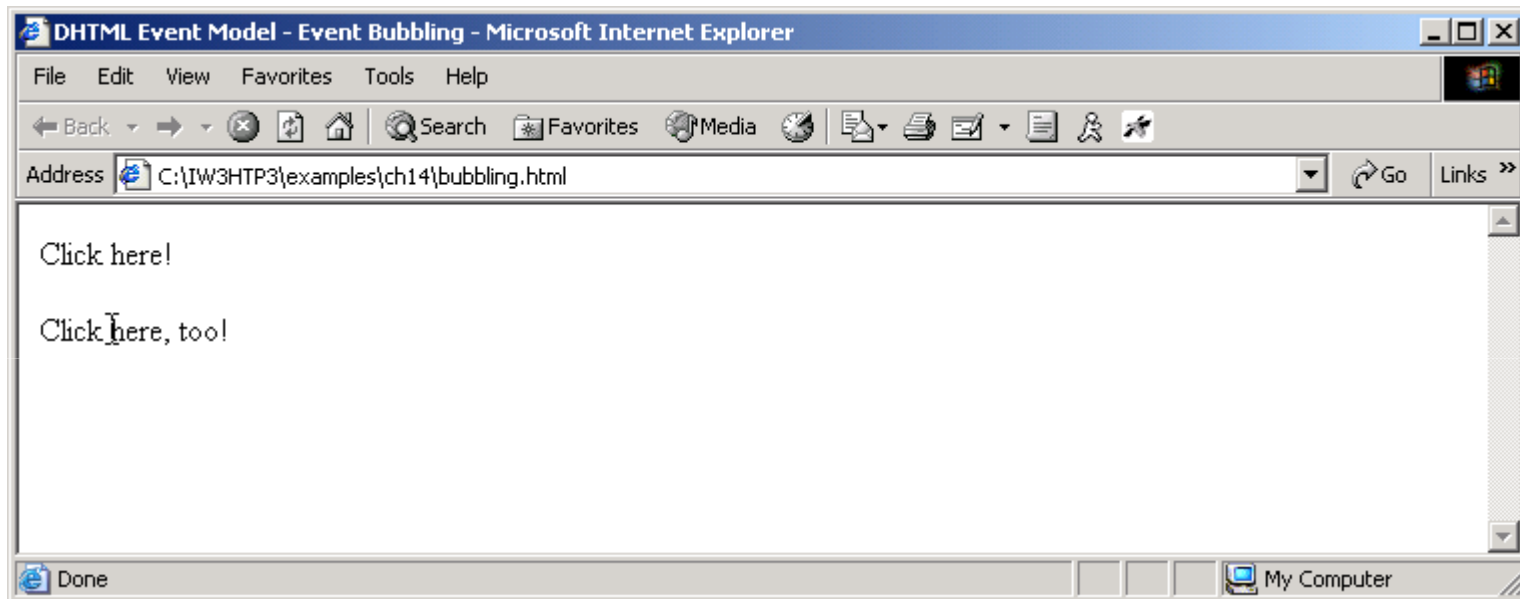 DHTML Event Model - Event Bubbling - Microsoft Internet Explorer
File Edit View Favorites Tools Help
Back Search Favorites Media
Address C:\IW3HTP3\examples\ch14\bubbling.html Go Links »
Click here!
Click here, too!
Done My Computer